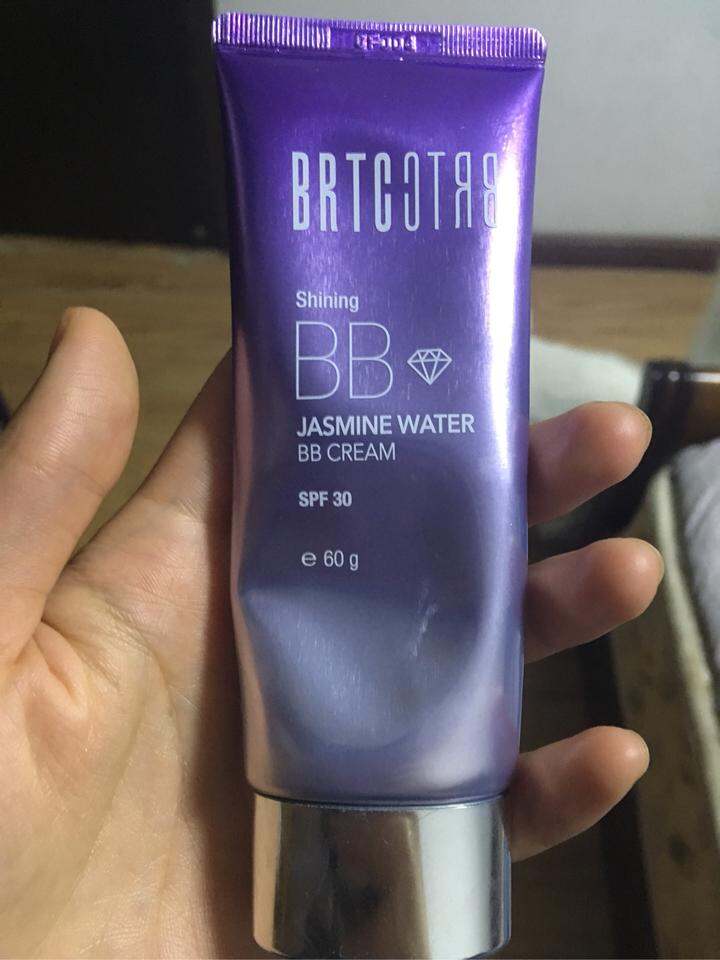 BRTC
Shining
BB
JASMINE WATER
BB CREAM
SPF 30
℮ 60 g